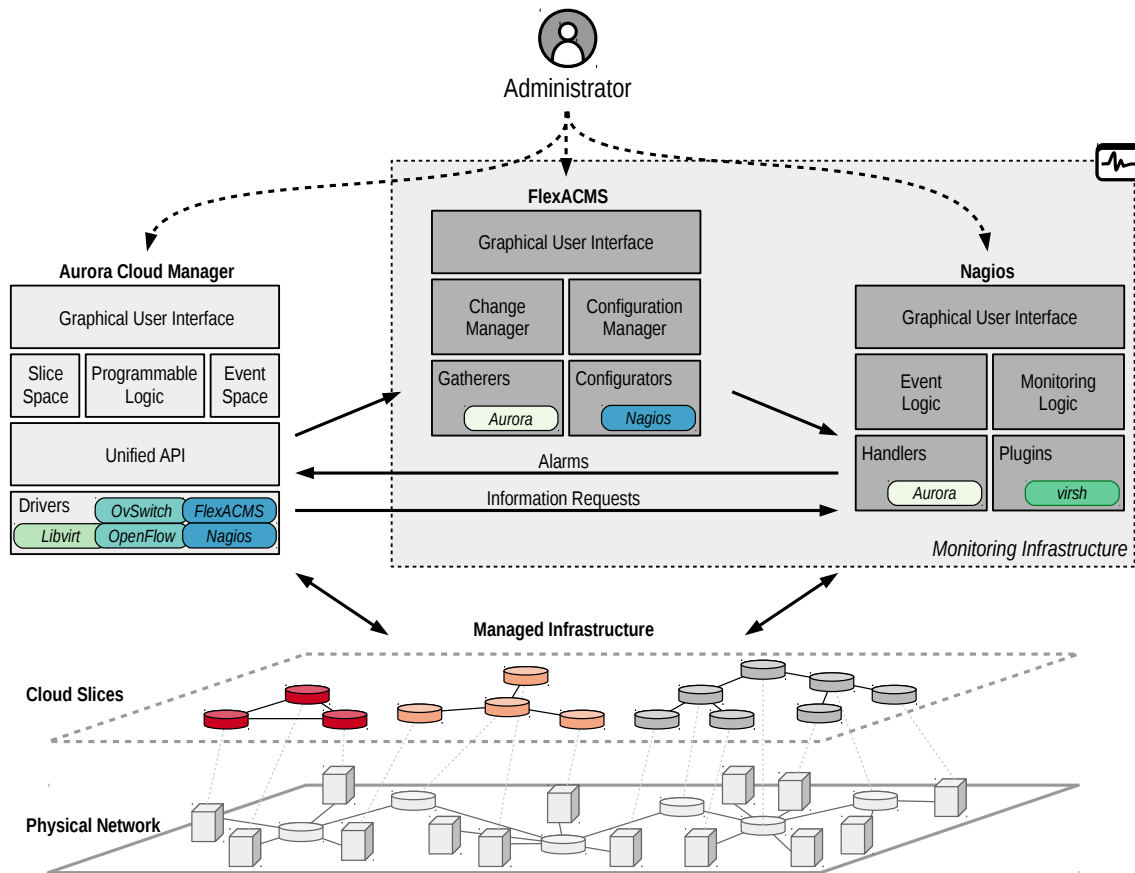 Administrator
FlexACMS
Graphical User Interface
Change
Manager
Configuration
Manager
Gatherers
Aurora
Configurators
Nagios
Aurora Cloud Manager
Graphical User Interface
Slice
Space
Programmable
Logic
Event
Space
Unified API
Drivers
OvSwitch
FlexACMS
Libvirt
OpenFlow
Nagios
Nagios
Graphical User Interface
Event
Logic
Monitoring
Logic
Handlers
Aurora
Plugins
virsh
Alarms
Information Requests
Monitoring Infrastructure
Managed Infrastructure
Cloud Slices
Physical Network